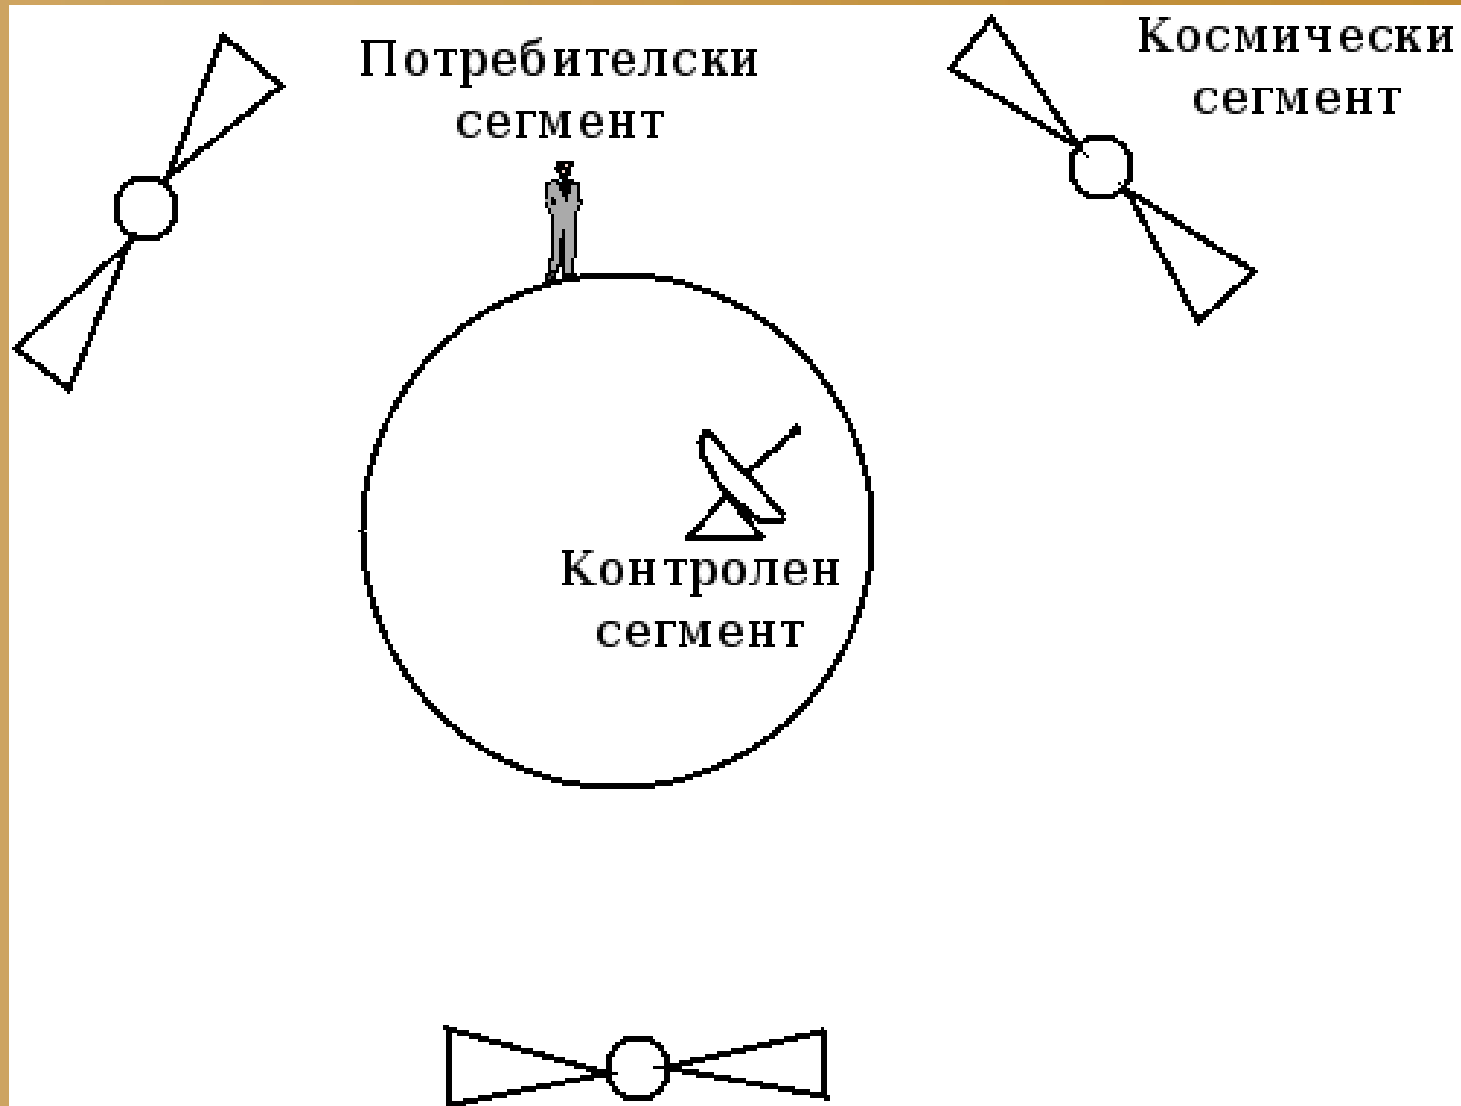 Потребителски
сегмент
Космически
сегмент
Контролен
сегмент